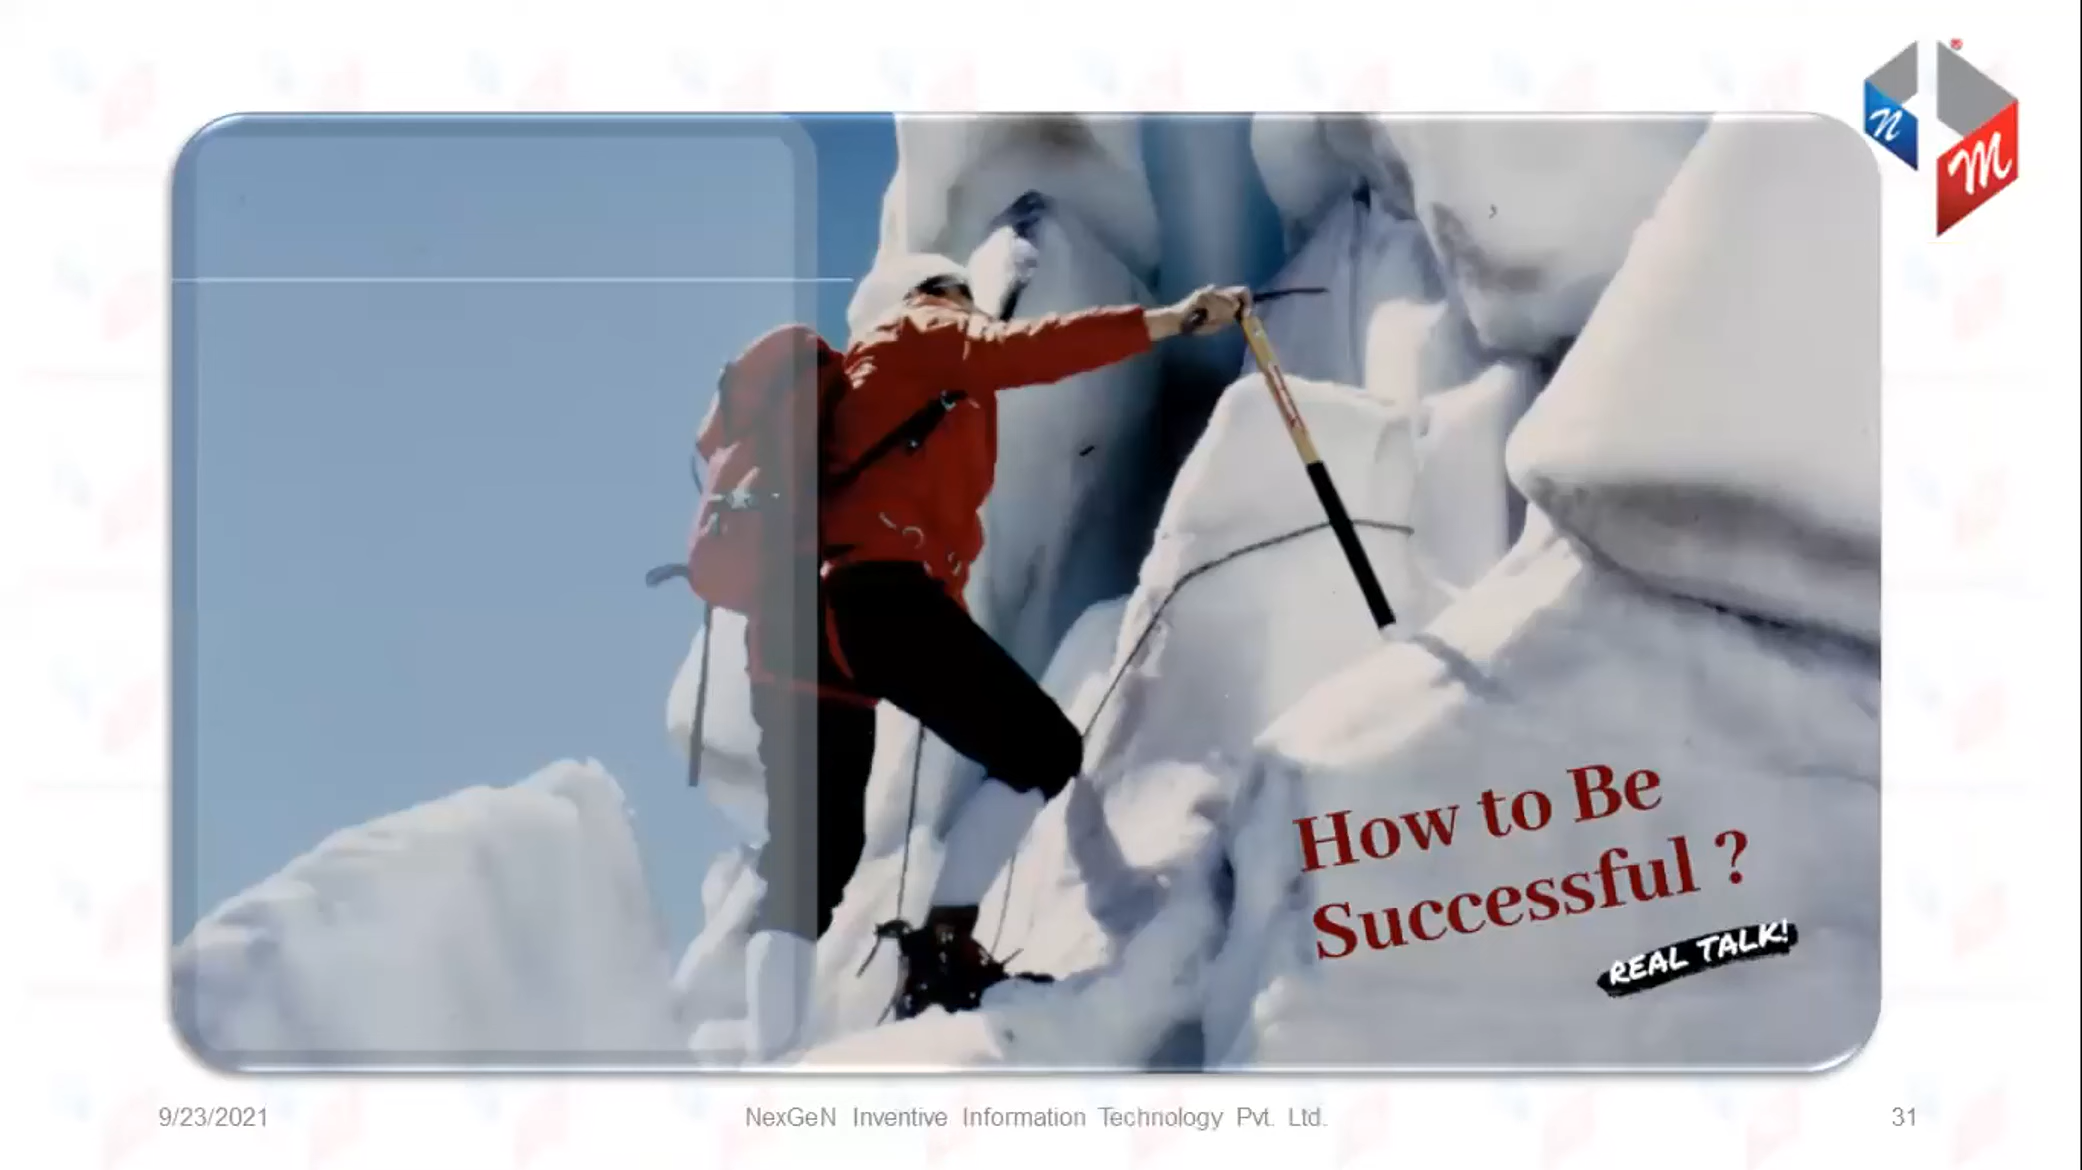 n
M
How to Be
Successful ?
REAL TALK!
9/23/2021
NexGeN Inventive Information Technology Pvt. Ltd.
31